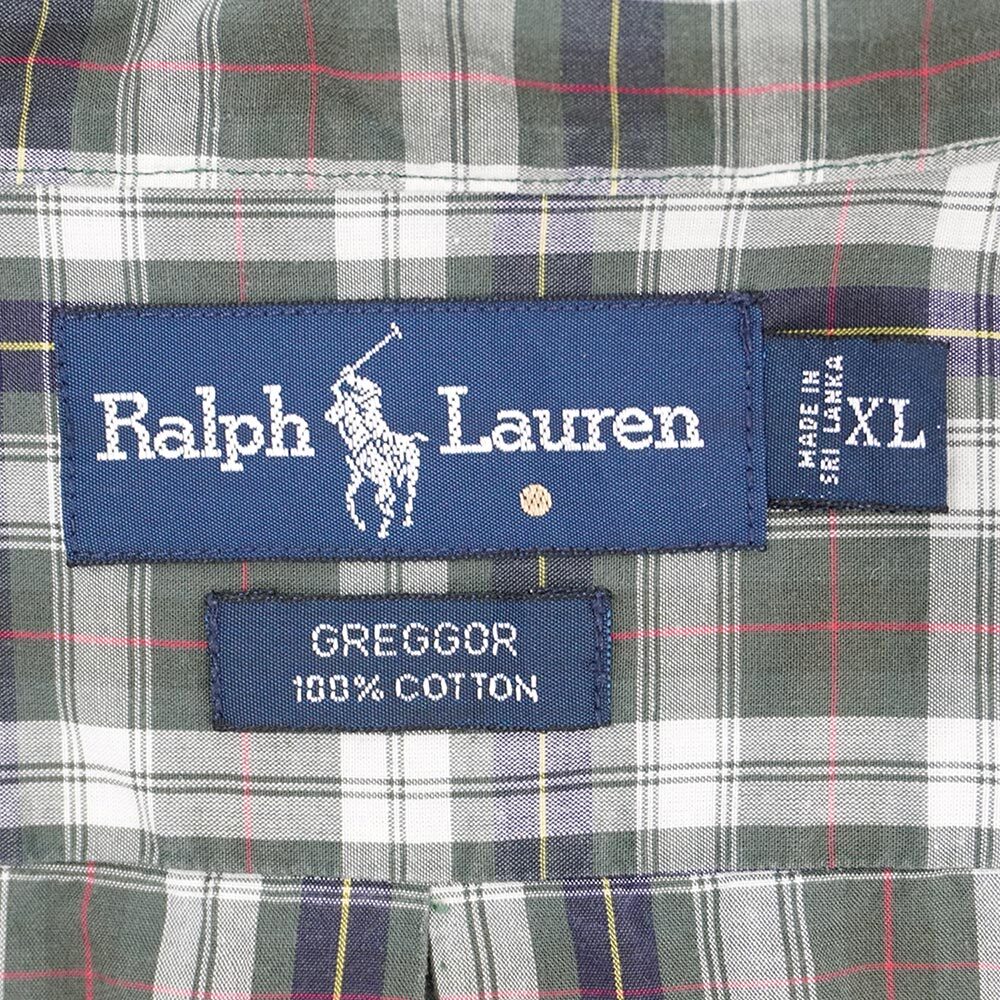 Ralph Lauren
MADE IN
SRI LANKA
XL
GREGGOR
100% COTTON